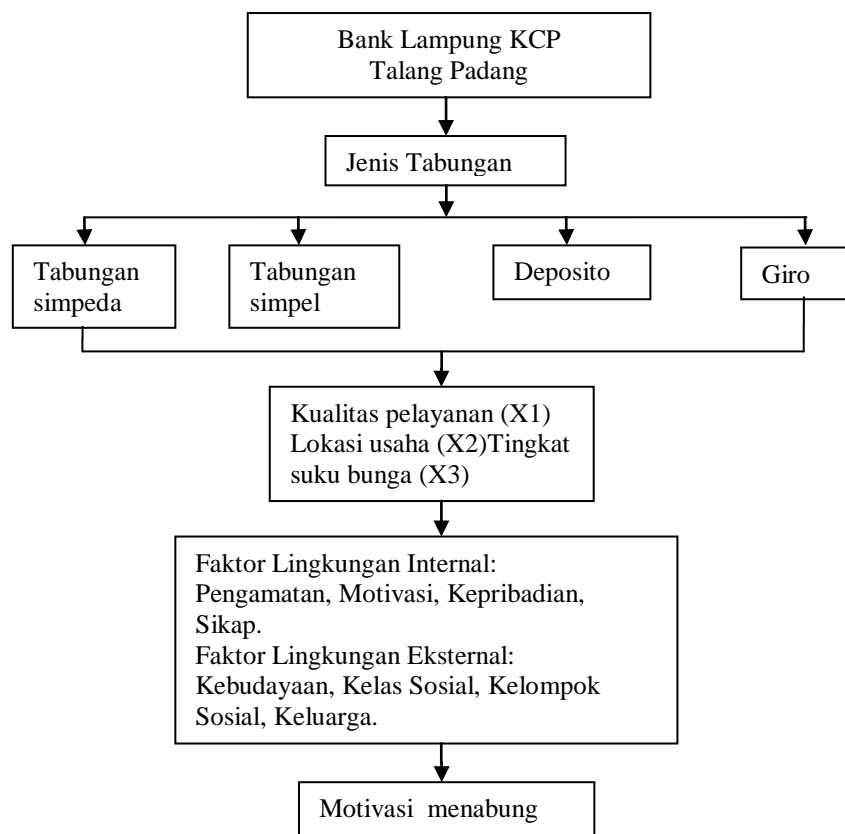 Bank Lampung KCP
Talang Padang
Jenis Tabungan
Tabungan
simpeda
Tabungan
simpel
Deposito
Giro
Kualitas pelayanan (X1)
Lokasi usaha (X2)Tingkat
suku bunga (X3)
Faktor Lingkungan Internal:
Pengamatan, Motivasi, Kepribadian,
Sikap.
Faktor Lingkungan Eksternal:
Kebudayaan, Kelas Sosial, Kelompok
Sosial, Keluarga.
Motivasi menabung